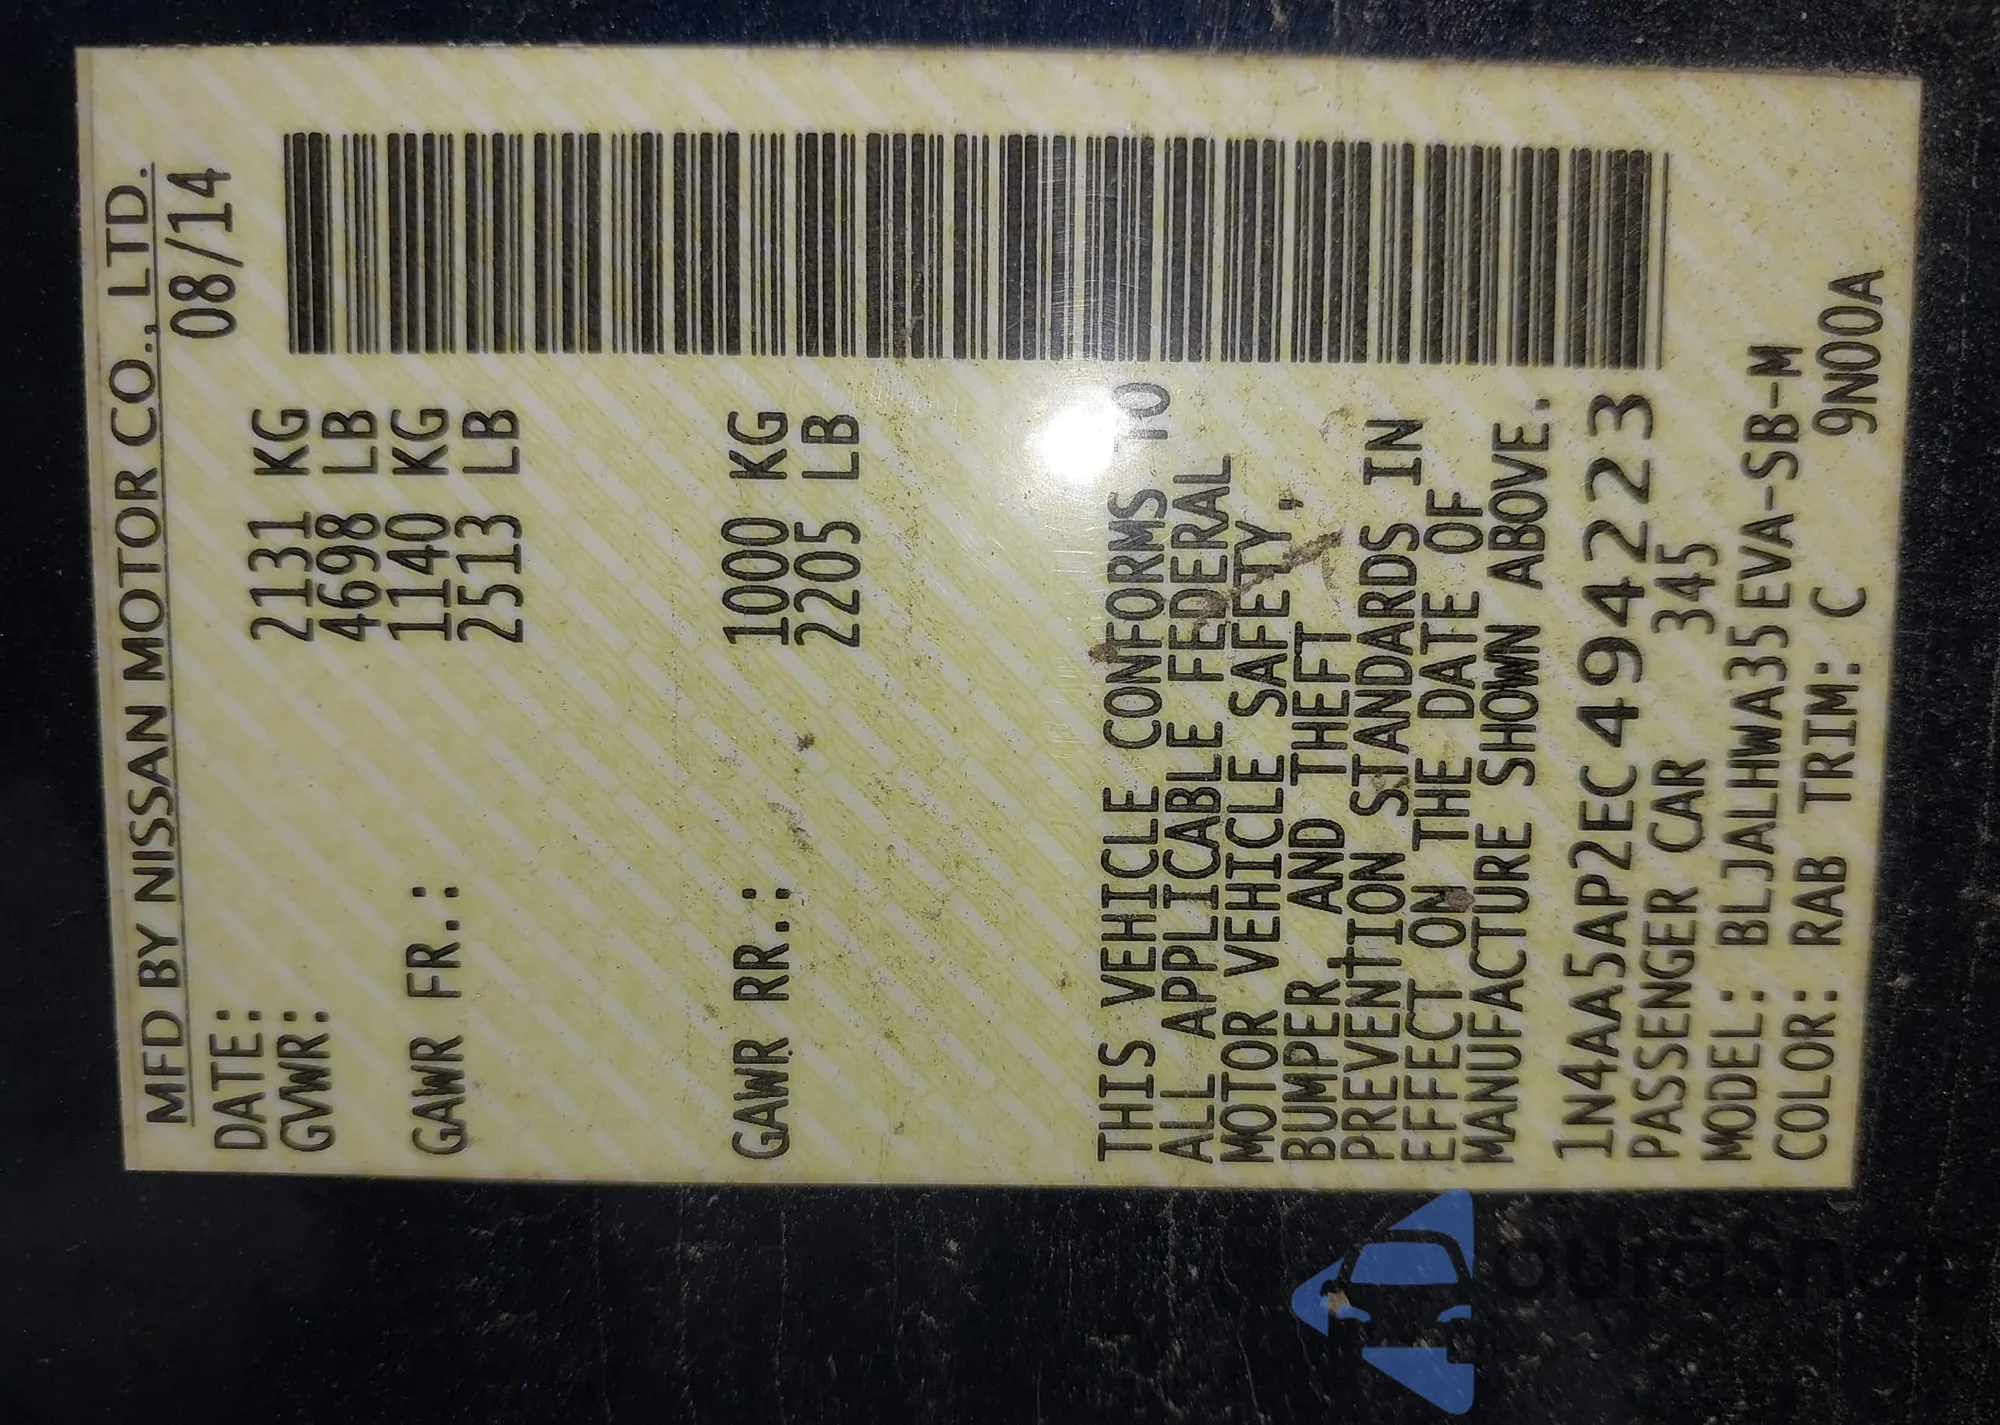 MFD BY NISSAN MOTOR CO., LTD.
DATE: 08/14
GVWR: 2131 KG
4698 LB
GAWR FR.: 1140 KG
2513 LB
GAWR RR.: 1000 KG
2205 LB
THIS VEHICLE CONFORMS TO
ALL APPLICABLE FEDERAL
MOTOR VEHICLE SAFETY,
BUMPER AND THEFT
PREVENTION STANDARDS IN
EFFECT ON THE DATE OF
MANUFACTURE SHOWN ABOVE.
1N4AA5AP2EC494223
PASSENGER CAR 345
MODEL: BLJALHWA35EVA-SB-M
COLOR: RAB TRIM: C 9N00A